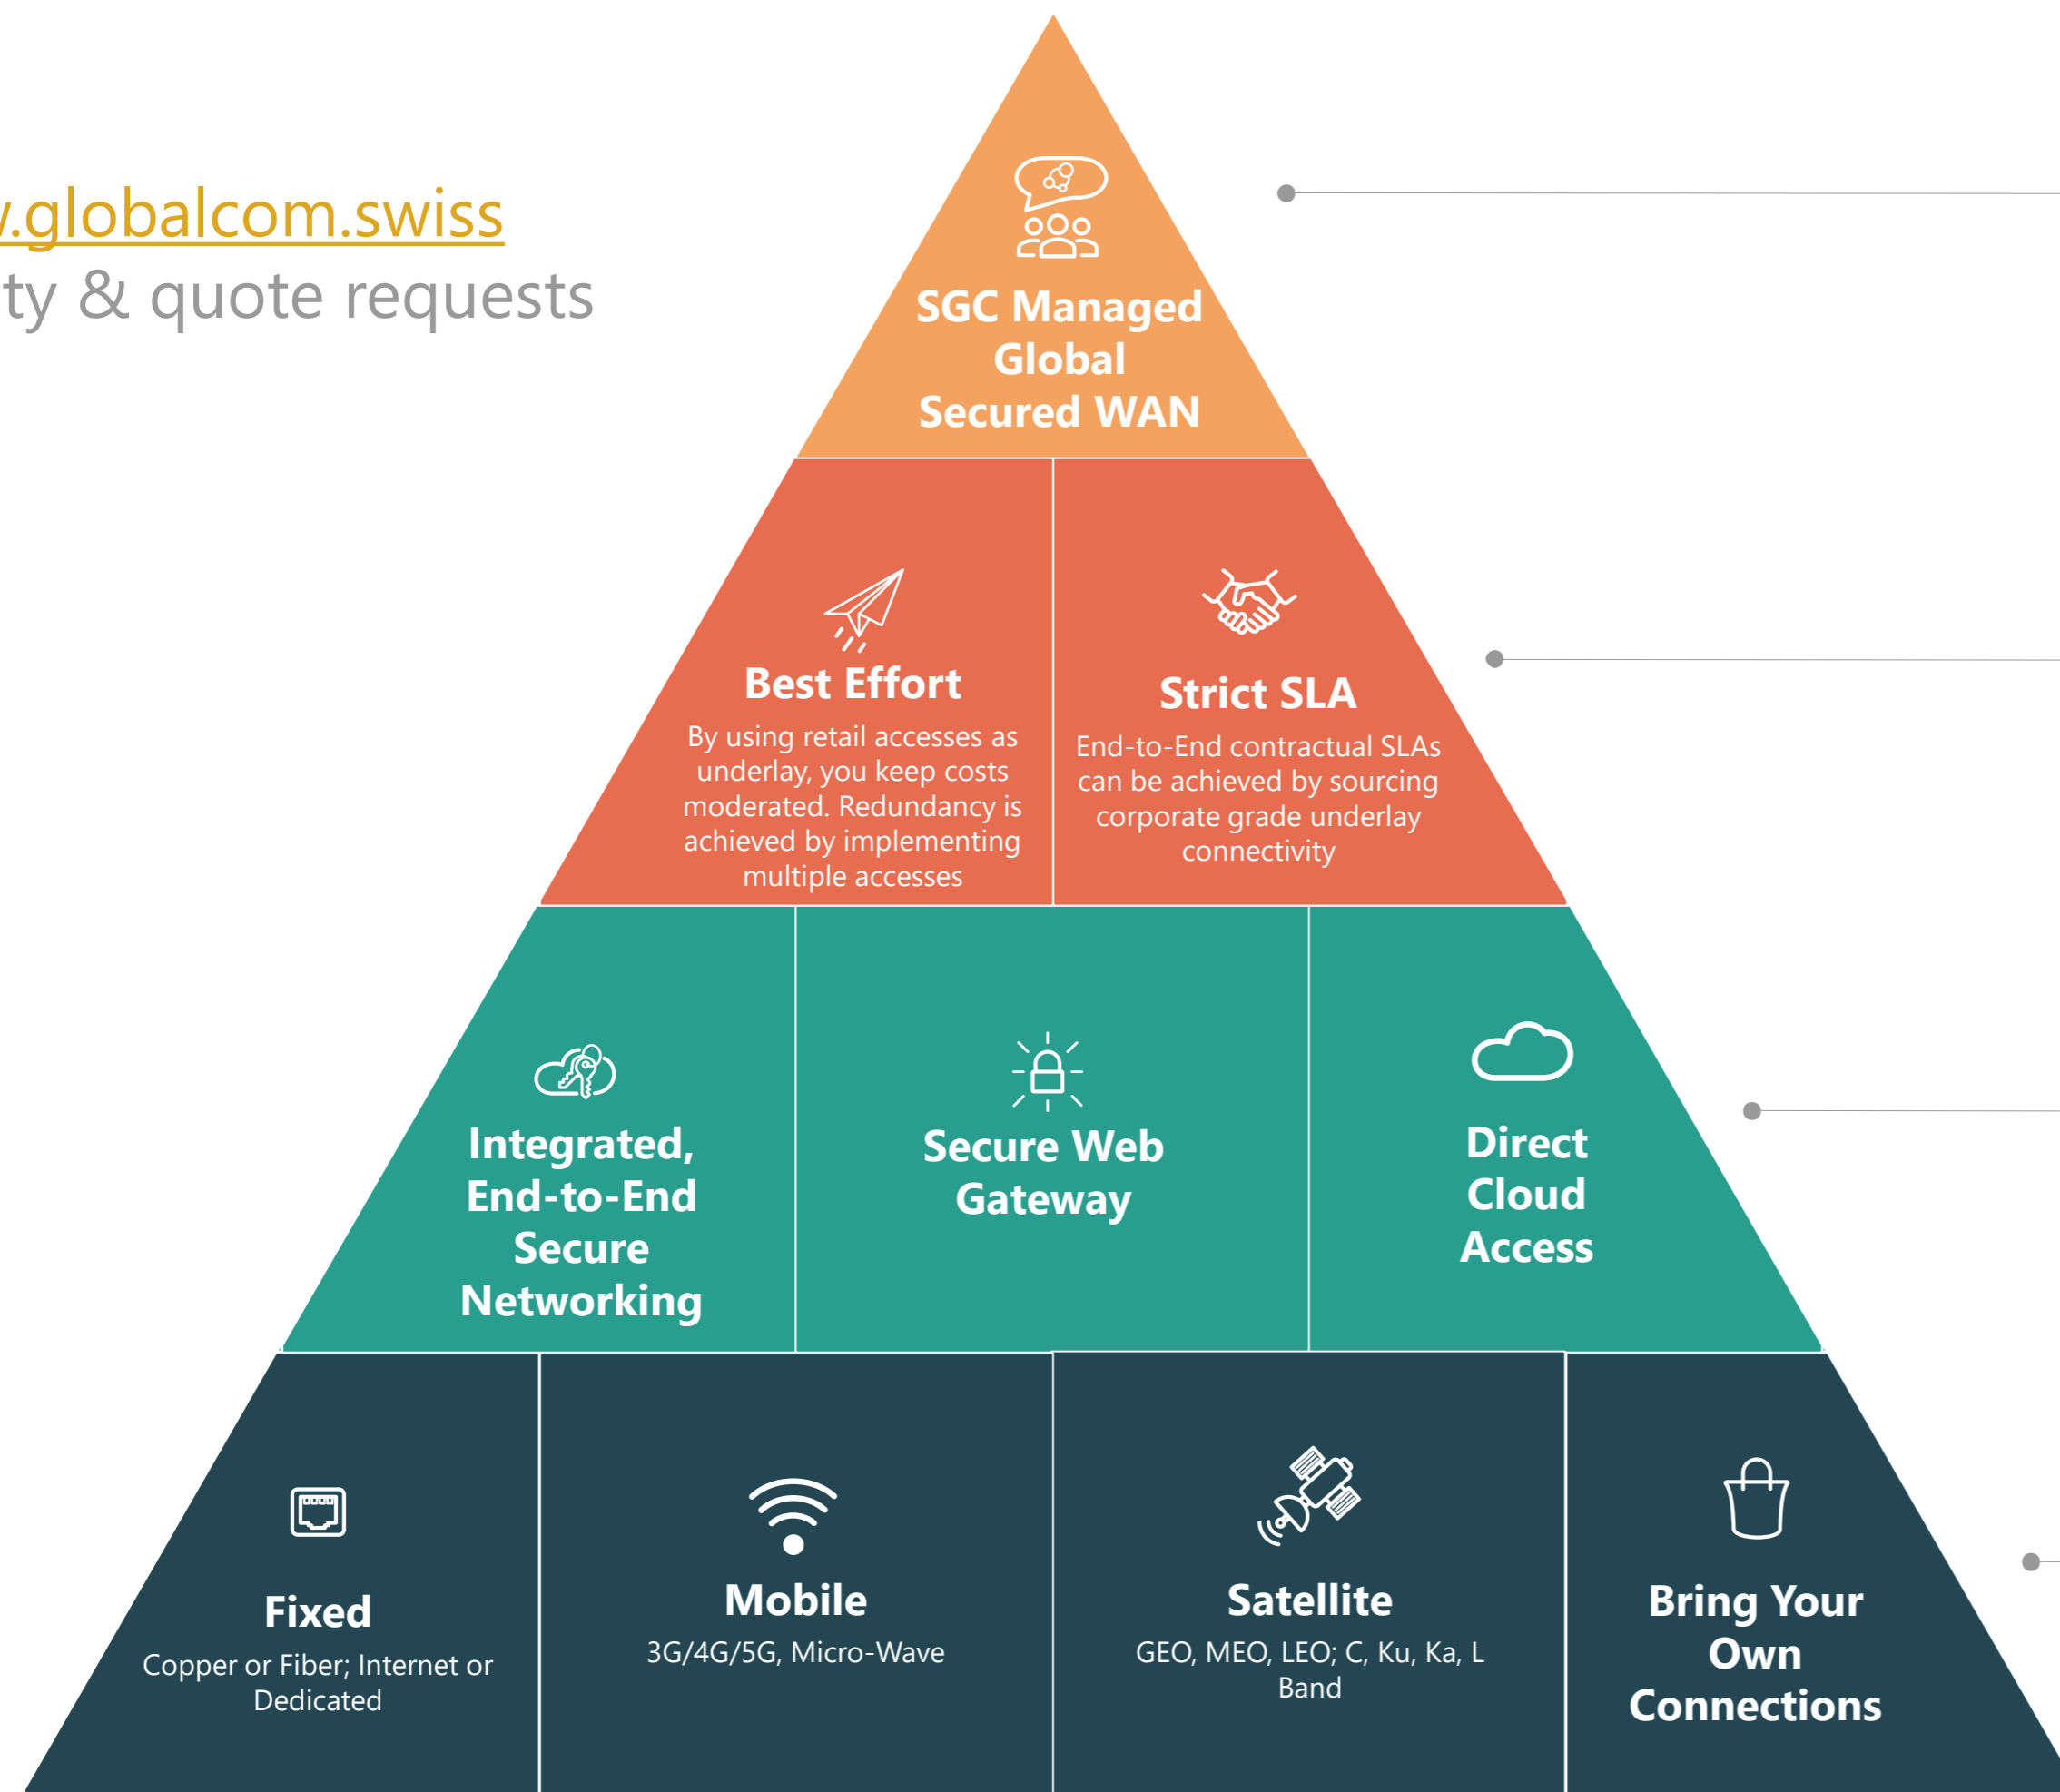 .globalcom.swiss
ty & quote requests
SGC Managed
Global
Secured WAN
Best Effort
By using retail accesses as
underlay, you keep costs
moderated. Redundancy is
achieved by implementing
multiple accesses
Strict SLA
End-to-End contractual SLAs
can be achieved by sourcing
corporate grade underlay
connectivity
Integrated,
End-to-End
Secure
Networking
Secure Web
Gateway
Direct
Cloud
Access
Fixed
Copper or Fiber; Internet or
Dedicated
Mobile
3G/4G/5G, Micro-Wave
Satellite
GEO, MEO, LEO; C, Ku, Ka, L
Band
Bring Your
Own
Connections